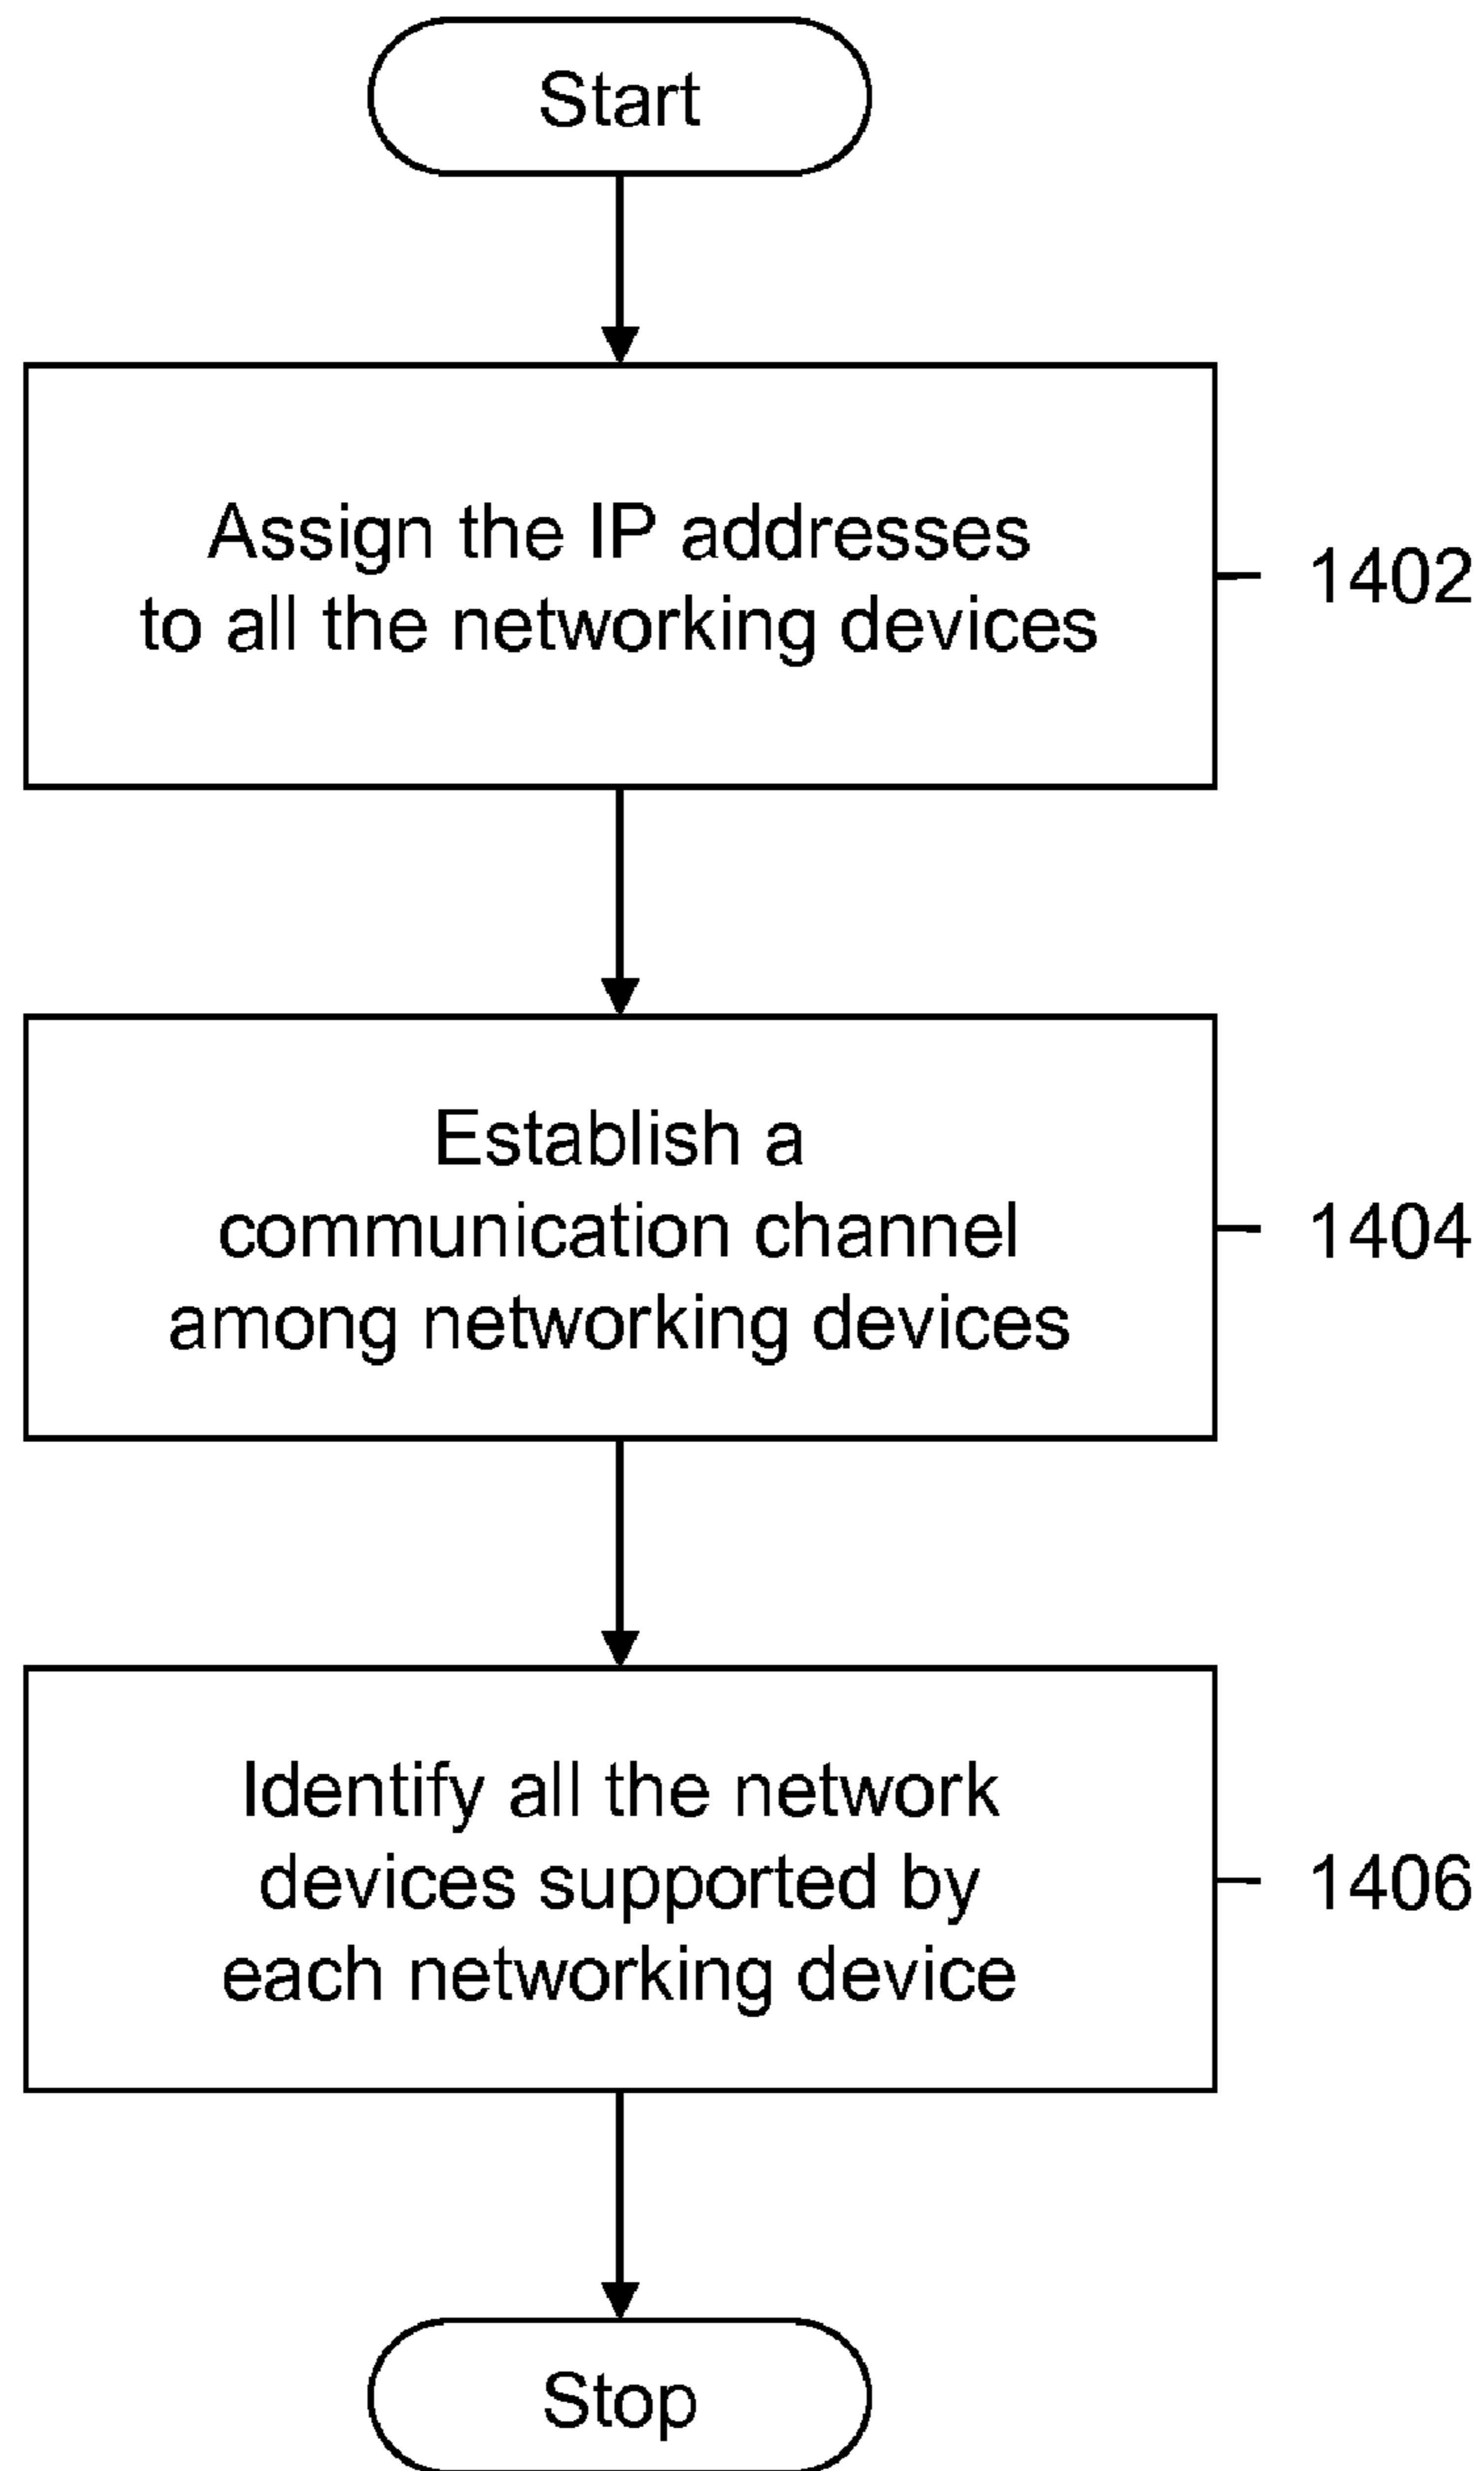 Start
Assign the IP addresses
to all the networking devices
1402
Establish a
communication channel
among networking devices
1404
Identify all the network
devices supported by
each networking device
1406
Stop